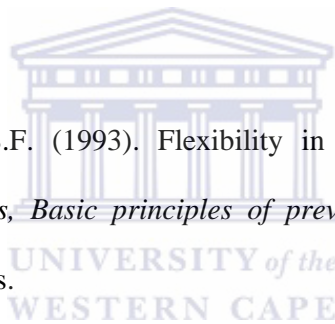 .F. (1993). Flexibility in
s, Basic principles of prev
UNIVERSITY of the
s.
WESTERN CAPE